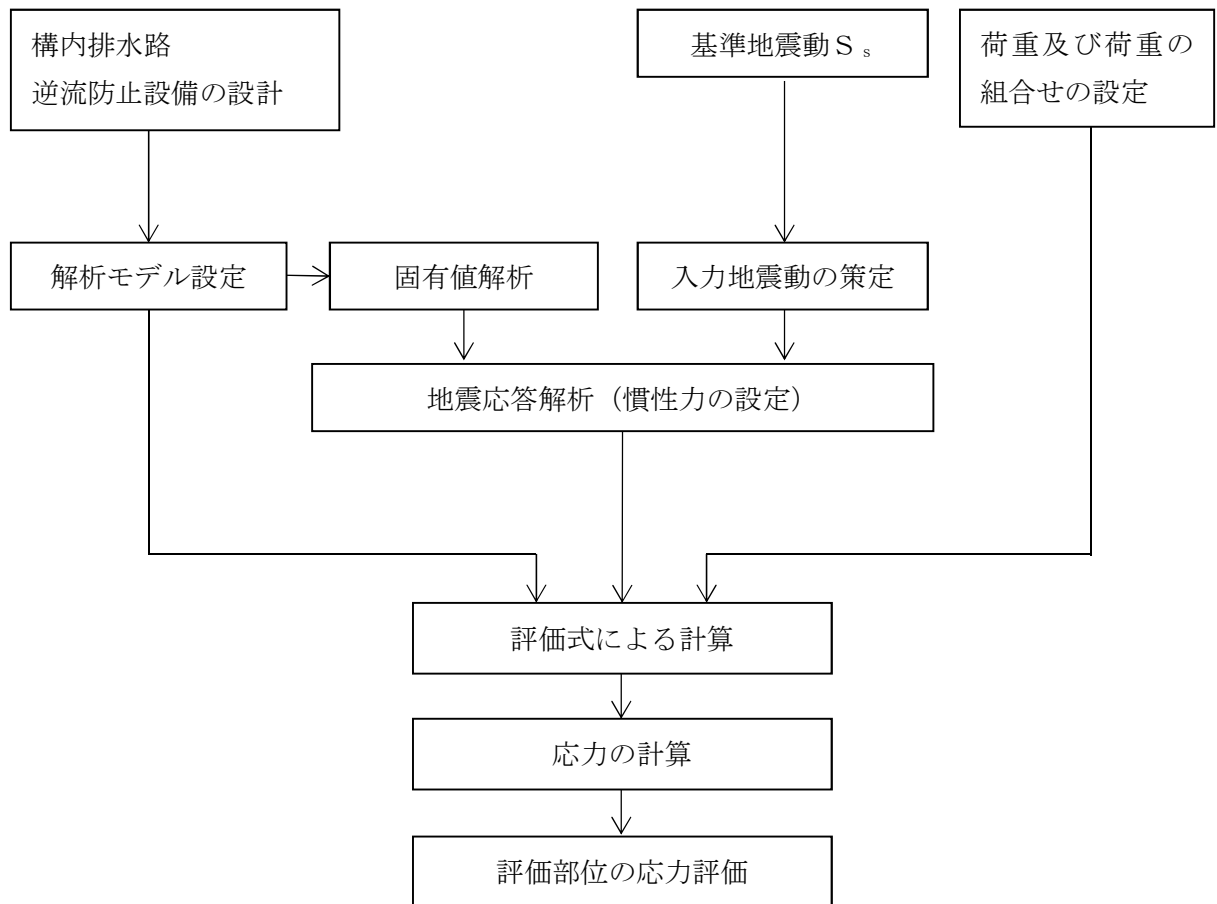 構内排水路
逆流防止設備の設計
基準地震動Ｓｓ
荷重及び荷重の
組合せの設定
解析モデル設定
固有値解析
入力地震動の策定
地震応答解析（慣性力の設定）
評価式による計算
応力の計算
評価部位の応力評価